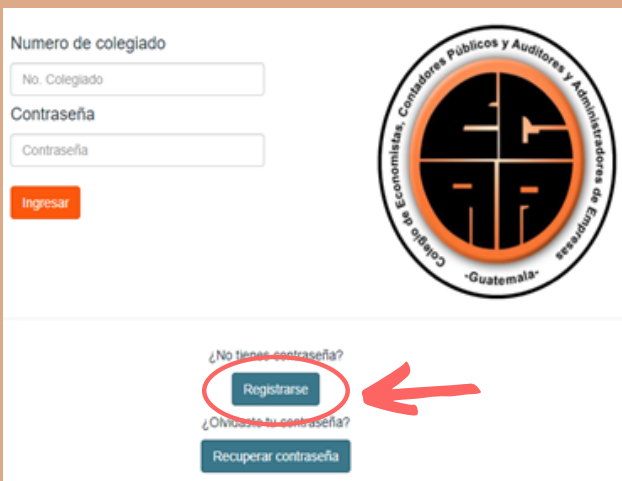 Numero de colegiado
No. Colegiado
Contraseña
Contraseña
Ingresar
Colegio de Economistas, Contadores Públicos y Auditores y Administradores de Empresas
-Guatemala-
¿No tienes contraseña?
Registrarse
¿Olvidaste tu contraseña?
Recuperar contraseña